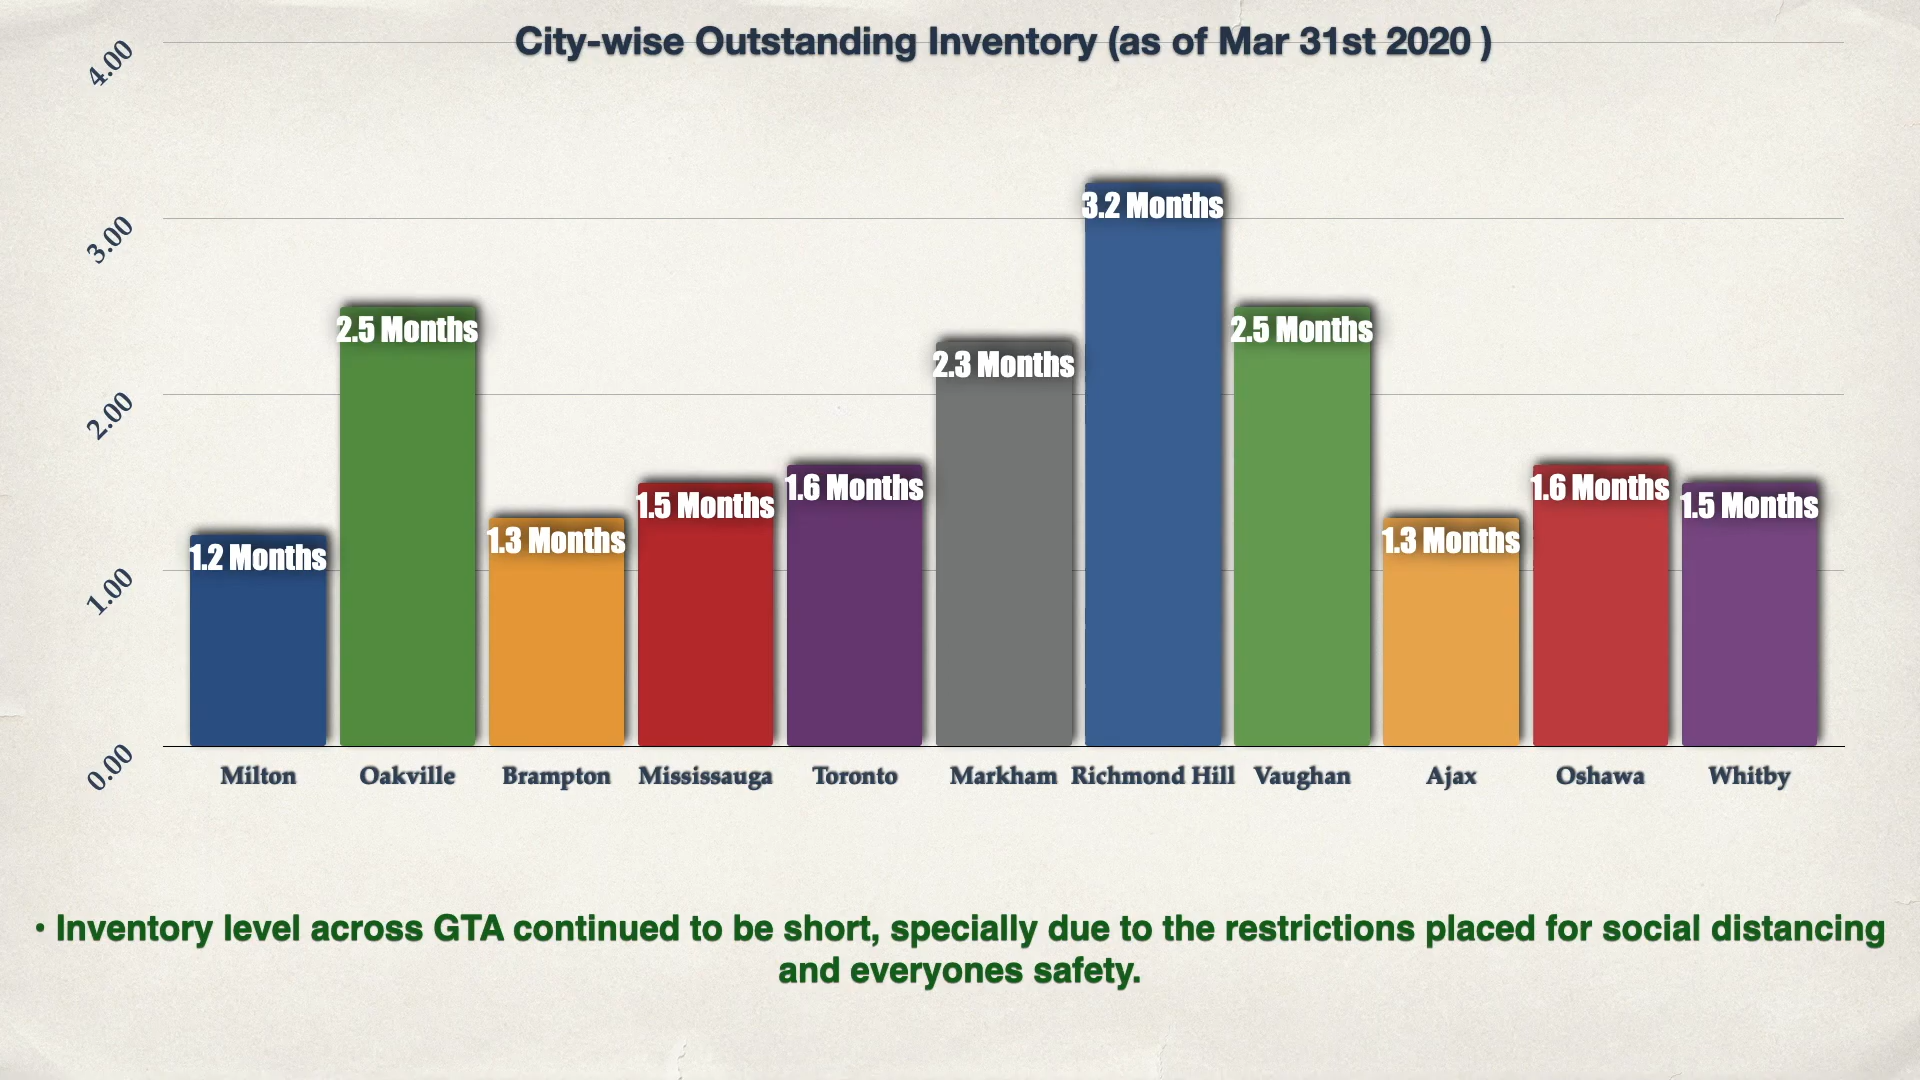 City-wise Outstanding Inventory (as of Mar 31st 2020 )
4.00
3.00
2.00
1.00
0.00
1.2 Months
2.5 Months
1.3 Months
1.5 Months
1.6 Months
2.3 Months
3.2 Months
2.5 Months
1.3 Months
1.6 Months
1.5 Months
Milton Oakville Brampton Mississauga Toronto Markham Richmond Hill Vaughan Ajax Oshawa Whitby
• Inventory level across GTA continued to be short, specially due to the restrictions placed for social distancing
and everyones safety.